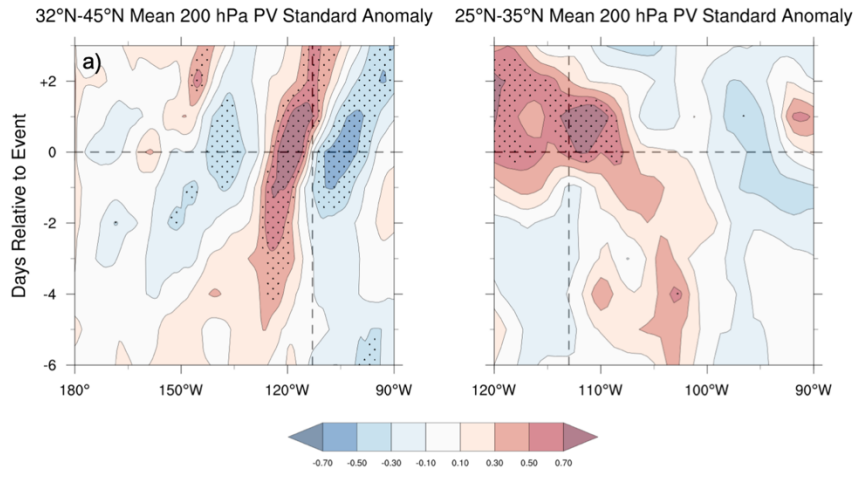 32°N-45°N Mean 200 hPa PV Standard Anomaly
25°N-35°N Mean 200 hPa PV Standard Anomaly
a)
Days Relative to Event
+2
0
-2
-4
-6
180° 150°W 120°W 90°W
120°W 110°W 100°W 90°W
-0.70 -0.50 -0.30 -0.10 0.10 0.30 0.50 0.70